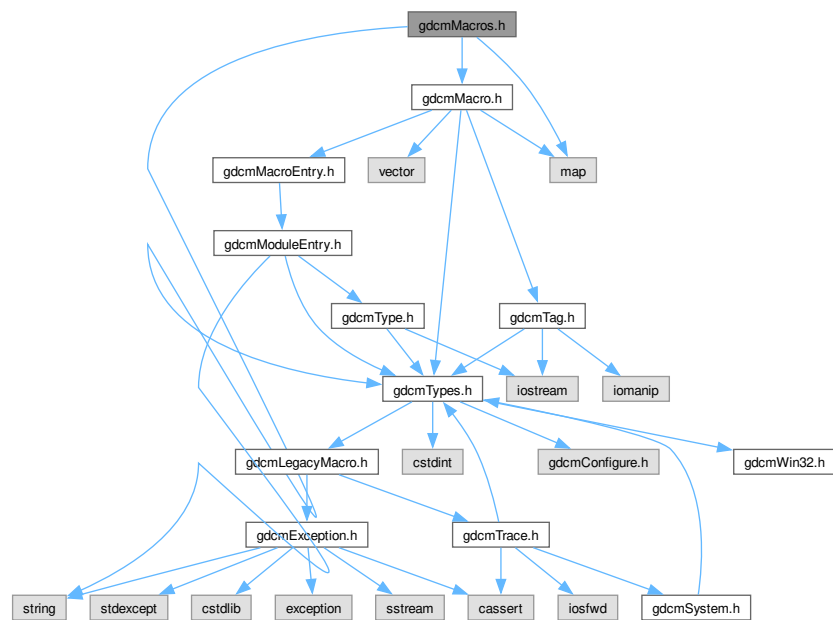 gdcmMacros.h
gdcmMacro.h
gdcmMacroEntry.h
vector
map
gdcmModuleEntry.h
gdcmType.h
gdcmTag.h
gdcmTypes.h
iostream
iomanip
gdcmLegacyMacro.h
cstdint
gdcmConfigure.h
gdcmWin32.h
gdcmException.h
gdcmTrace.h
string
stdexcept
cstdlib
exception
sstream
cassert
iosfwd
gdcmSystem.h